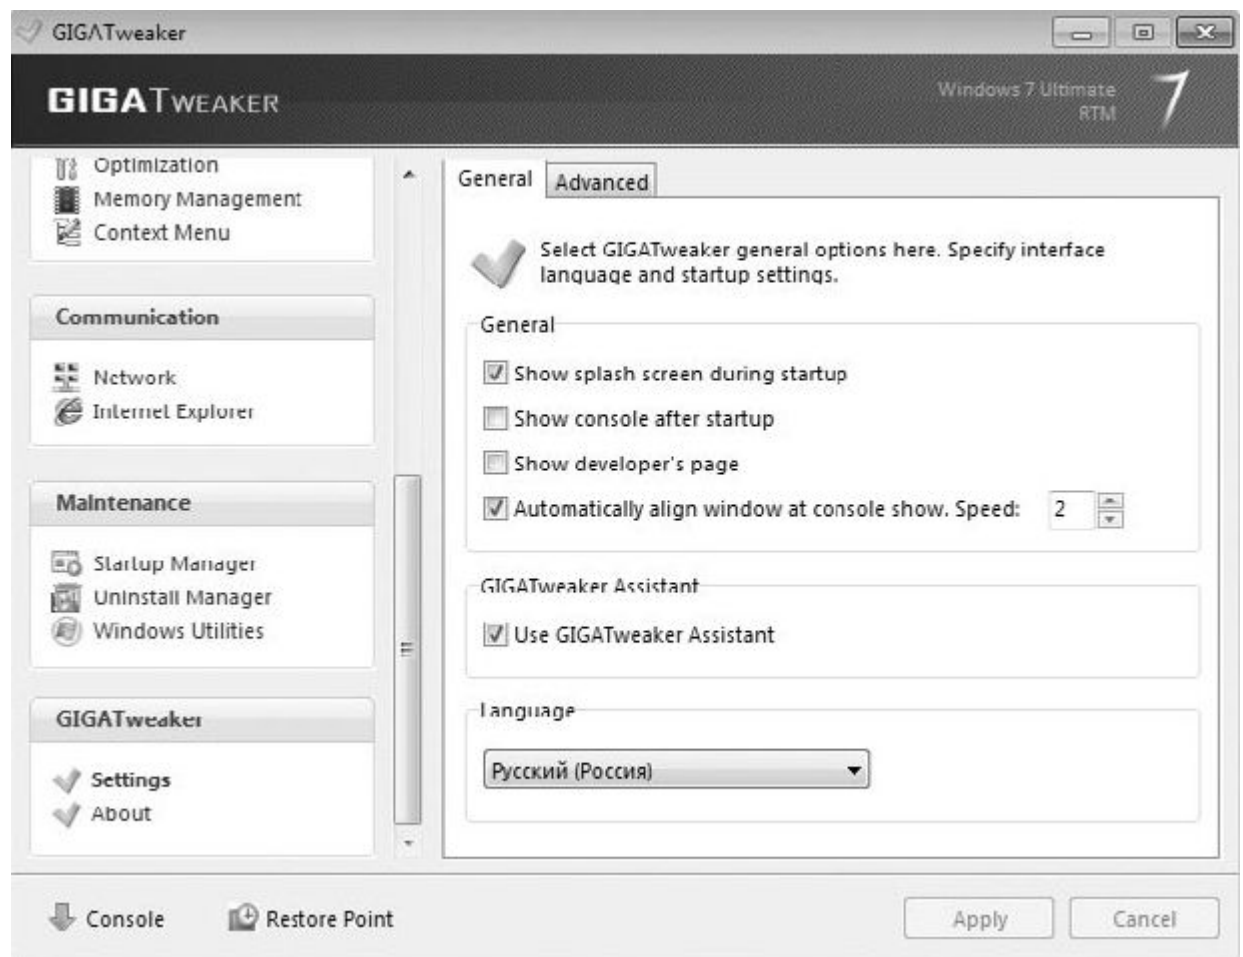 GIGATweaker
GIGATWEAKER
Windows 7 Ultimate
RTM
7
Optimization
Memory Management
Context Menu
Communication
Network
Internet Explorer
Maintenance
Startup Manager
Uninstall Manager
Windows Utilities
GIGATweaker
Settings
About
General
Advanced
Select GIGATweaker general options here. Specify interface
language and startup settings.
General
Show splash screen during startup
Show console after startup
Show developer's page
Automatically align window at console show. Speed: 2
GIGATweaker Assistant
Use GIGATweaker Assistant
Language
Русский (Россия)
Console
Restore Point
Apply
Cancel